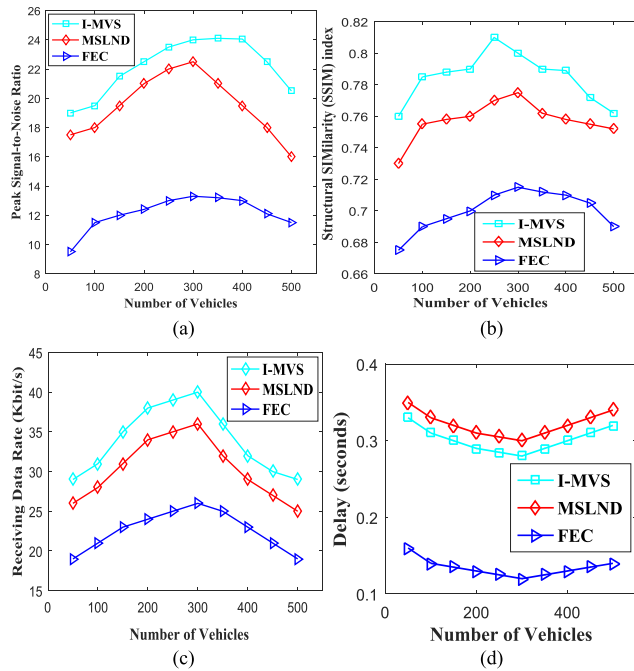 I-MVS
MSLND
FEC
Peak Signal-to-Noise Ratio
26
24
22
20
18
16
14
12
10
8
0
100
200
300
400
500
Number of Vehicles
(a)
Structural SIMilarity (SSIM) index
0.82
0.8
0.78
0.76
0.74
0.72
0.7
0.68
0.66
I-MVS
MSLND
FEC
0
100
200
300
400
500
Number of Vehicles
(b)
Receiving Data Rate (Kbit/s)
45
40
35
30
25
20
15
I-MVS
MSLND
FEC
0
100
200
300
400
500
Number of Vehicles
(c)
Delay (seconds)
0.4
0.3
0.2
0.1
I-MVS
MSLND
FEC
0
200
400
Number of Vehicles
(d)